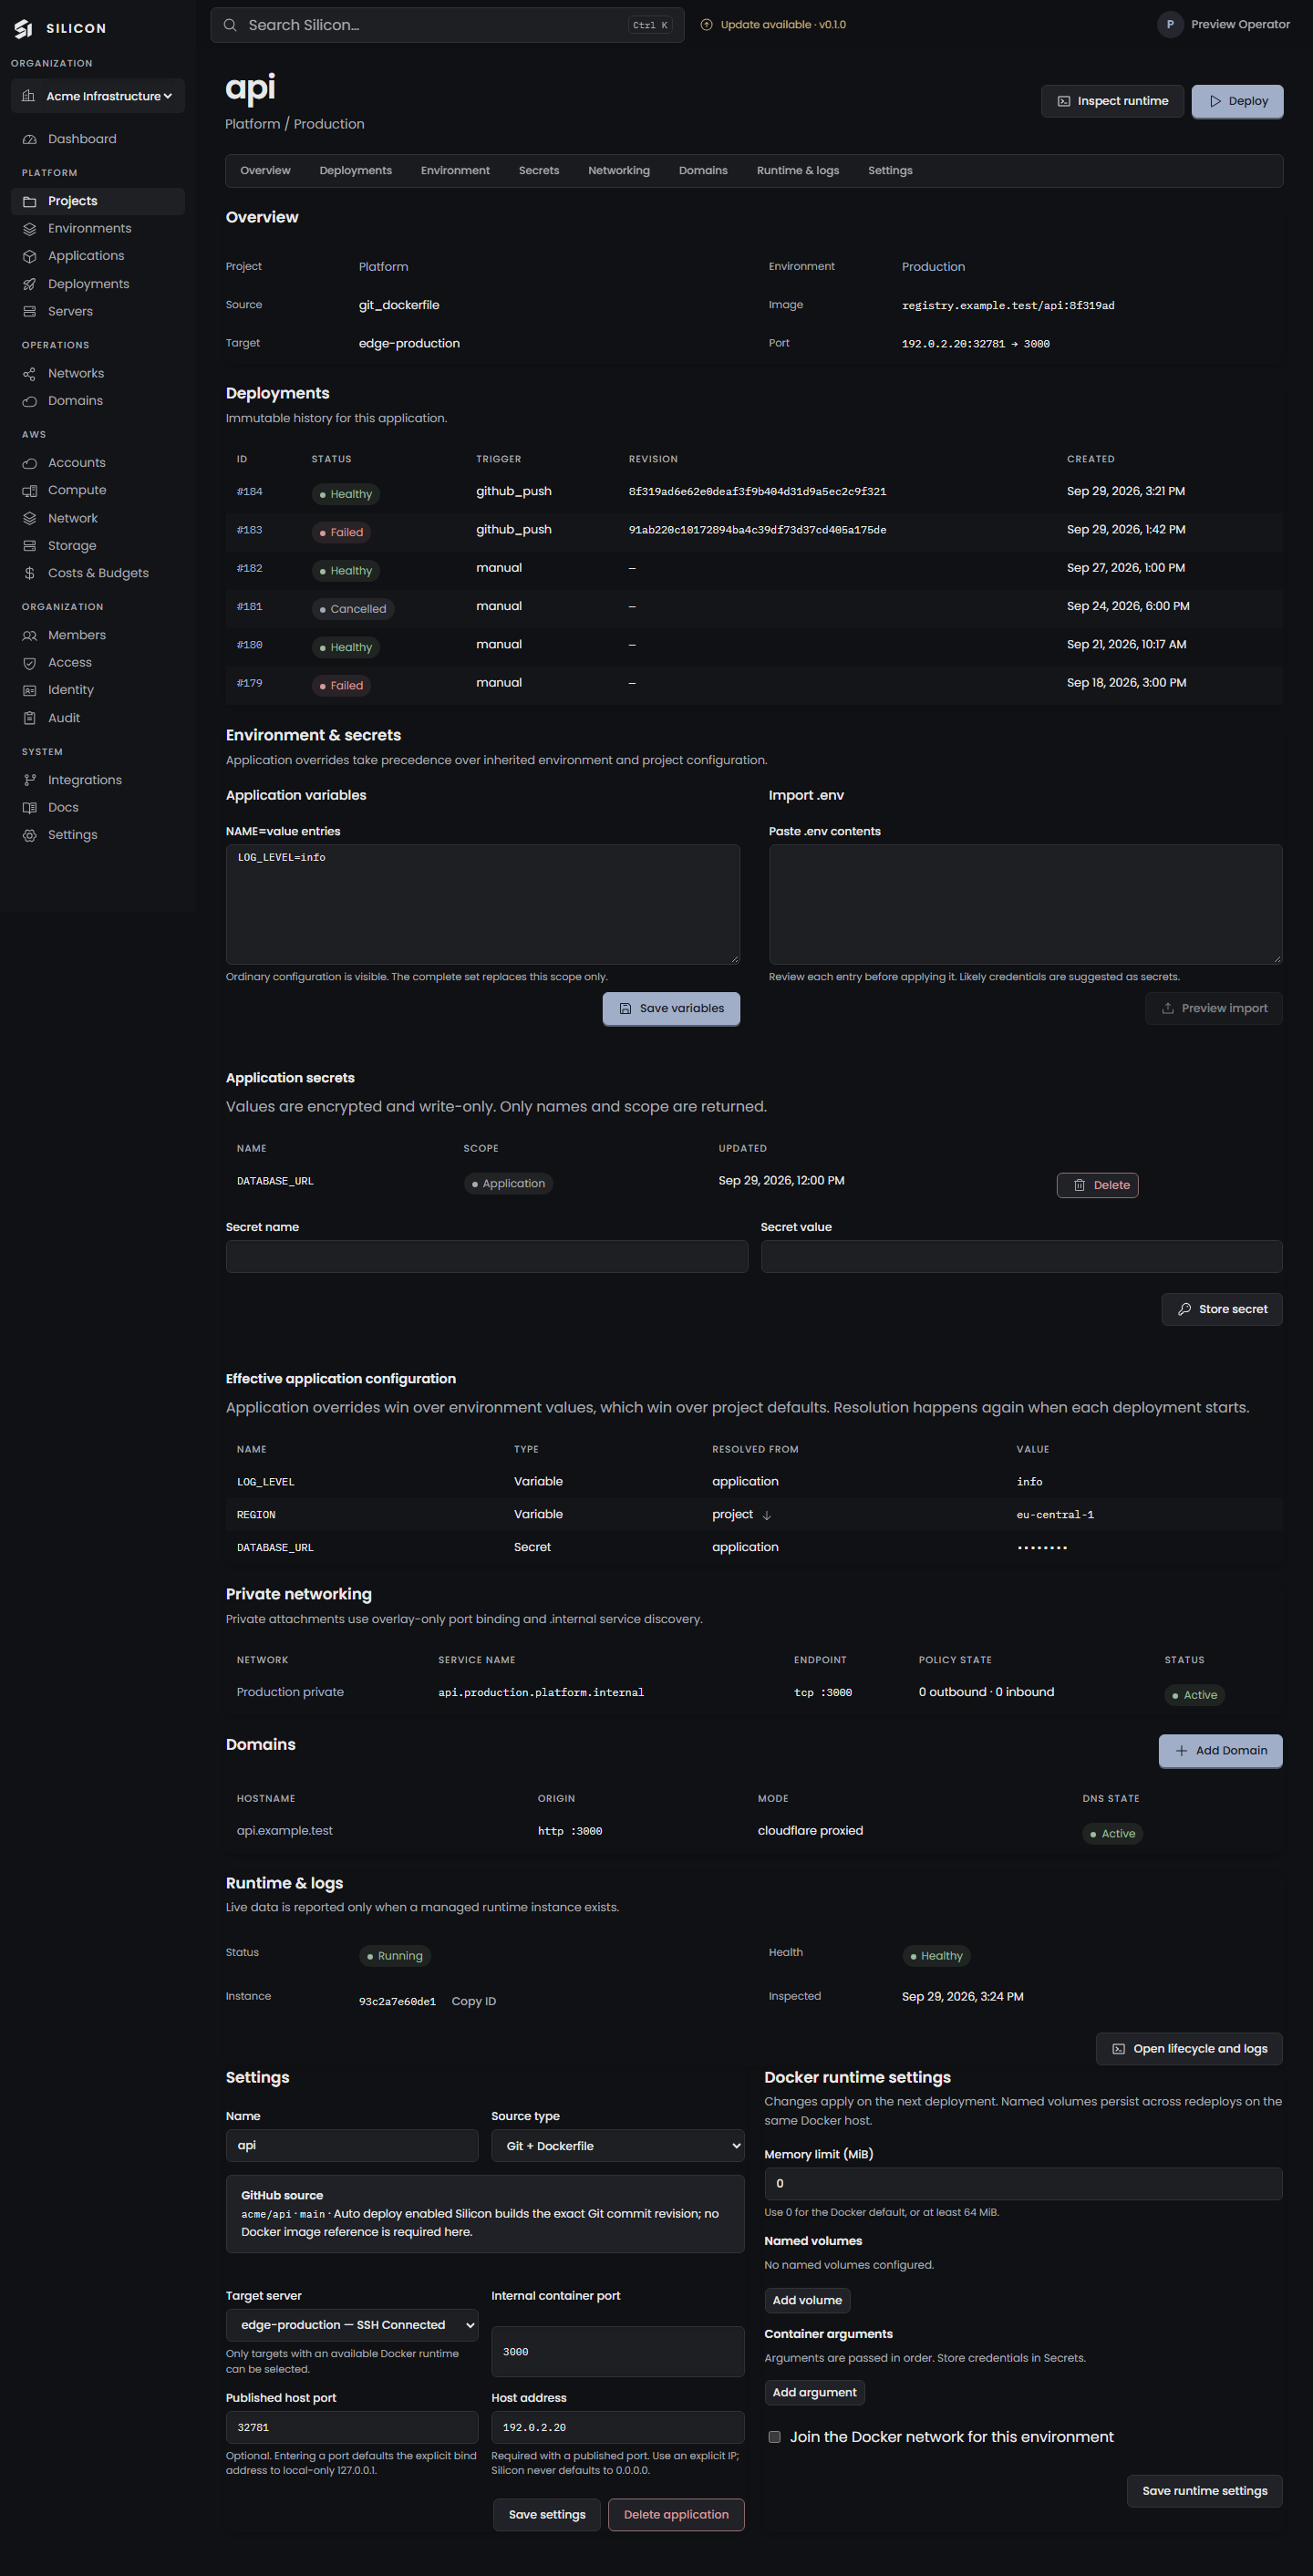 SILICON
Search Silicon...
Ctrl K
Update available · v0.1.0
P
Preview Operator
ORGANIZATION
Acme Infrastructure
Dashboard
PLATFORM
Projects
Environments
Applications
Deployments
Servers
OPERATIONS
Networks
Domains
AWS
Accounts
Compute
Network
Storage
Costs & Budgets
ORGANIZATION
Members
Access
Identity
Audit
SYSTEM
Integrations
Docs
Settings
api
Platform / Production
Inspect runtime
Deploy
Overview Deployments Environment Secrets Networking Domains Runtime & logs Settings
Overview
Project Platform Environment Production
Source git_dockerfile Image registry.example.test/api:8f319ad
Target edge-production Port 192.0.2.20:32781 → 3000
Deployments
Immutable history for this application.
ID STATUS TRIGGER REVISION CREATED
#184 Healthy github_push 8f319ad6e62e0deaf3f9b404d31d9a5ec2c9f321 Sep 29, 2026, 3:21 PM
#183 Failed github_push 91ab220c10172894ba4c39df73d37cd405a175de Sep 29, 2026, 1:42 PM
#182 Healthy manual — Sep 27, 2026, 1:00 PM
#181 Cancelled manual — Sep 24, 2026, 6:00 PM
#180 Healthy manual — Sep 21, 2026, 10:17 AM
#179 Failed manual — Sep 18, 2026, 3:00 PM
Environment & secrets
Application overrides take precedence over inherited environment and project configuration.
Application variables
NAME=value entries
LOG_LEVEL=info
Ordinary configuration is visible. The complete set replaces this scope only.
Save variables
Import .env
Paste .env contents
Review each entry before applying it. Likely credentials are suggested as secrets.
Preview import
Application secrets
Values are encrypted and write-only. Only names and scope are returned.
NAME SCOPE UPDATED
DATABASE_URL Application Sep 29, 2026, 12:00 PM Delete
Secret name Secret value
Store secret
Effective application configuration
Application overrides win over environment values, which win over project defaults. Resolution happens again when each deployment starts.
NAME TYPE RESOLVED FROM VALUE
LOG_LEVEL Variable application info
REGION Variable project ↓ eu-central-1
DATABASE_URL Secret application ••••••••
Private networking
Private attachments use overlay-only port binding and .internal service discovery.
NETWORK SERVICE NAME ENDPOINT POLICY STATE STATUS
Production private api.production.platform.internal tcp :3000 0 outbound · 0 inbound Active
Domains
Add Domain
HOSTNAME ORIGIN MODE DNS STATE
api.example.test http :3000 cloudflare proxied Active
Runtime & logs
Live data is reported only when a managed runtime instance exists.
Status Running Health Healthy
Instance 93c2a7e60de1 Copy ID Inspected Sep 29, 2026, 3:24 PM
Open lifecycle and logs
Settings
Name Source type
api Git + Dockerfile
GitHub source
acme/api · main · Auto deploy enabled Silicon builds the exact Git commit revision; no
Docker image reference is required here.
Target server Internal container port
edge-production — SSH Connected 3000
Only targets with an available Docker runtime
can be selected.
Published host port Host address
32781 192.0.2.20
Optional. Entering a port defaults the explicit bind
address to local-only 127.0.0.1.
Required with a published port. Use an explicit IP;
Silicon never defaults to 0.0.0.0.
Save settings Delete application
Docker runtime settings
Changes apply on the next deployment. Named volumes persist across redeploys on the
same Docker host.
Memory limit (MiB)
0
Use 0 for the Docker default, or at least 64 MiB.
Named volumes
No named volumes configured.
Add volume
Container arguments
Arguments are passed in order. Store credentials in Secrets.
Add argument
Join the Docker network for this environment
Save runtime settings